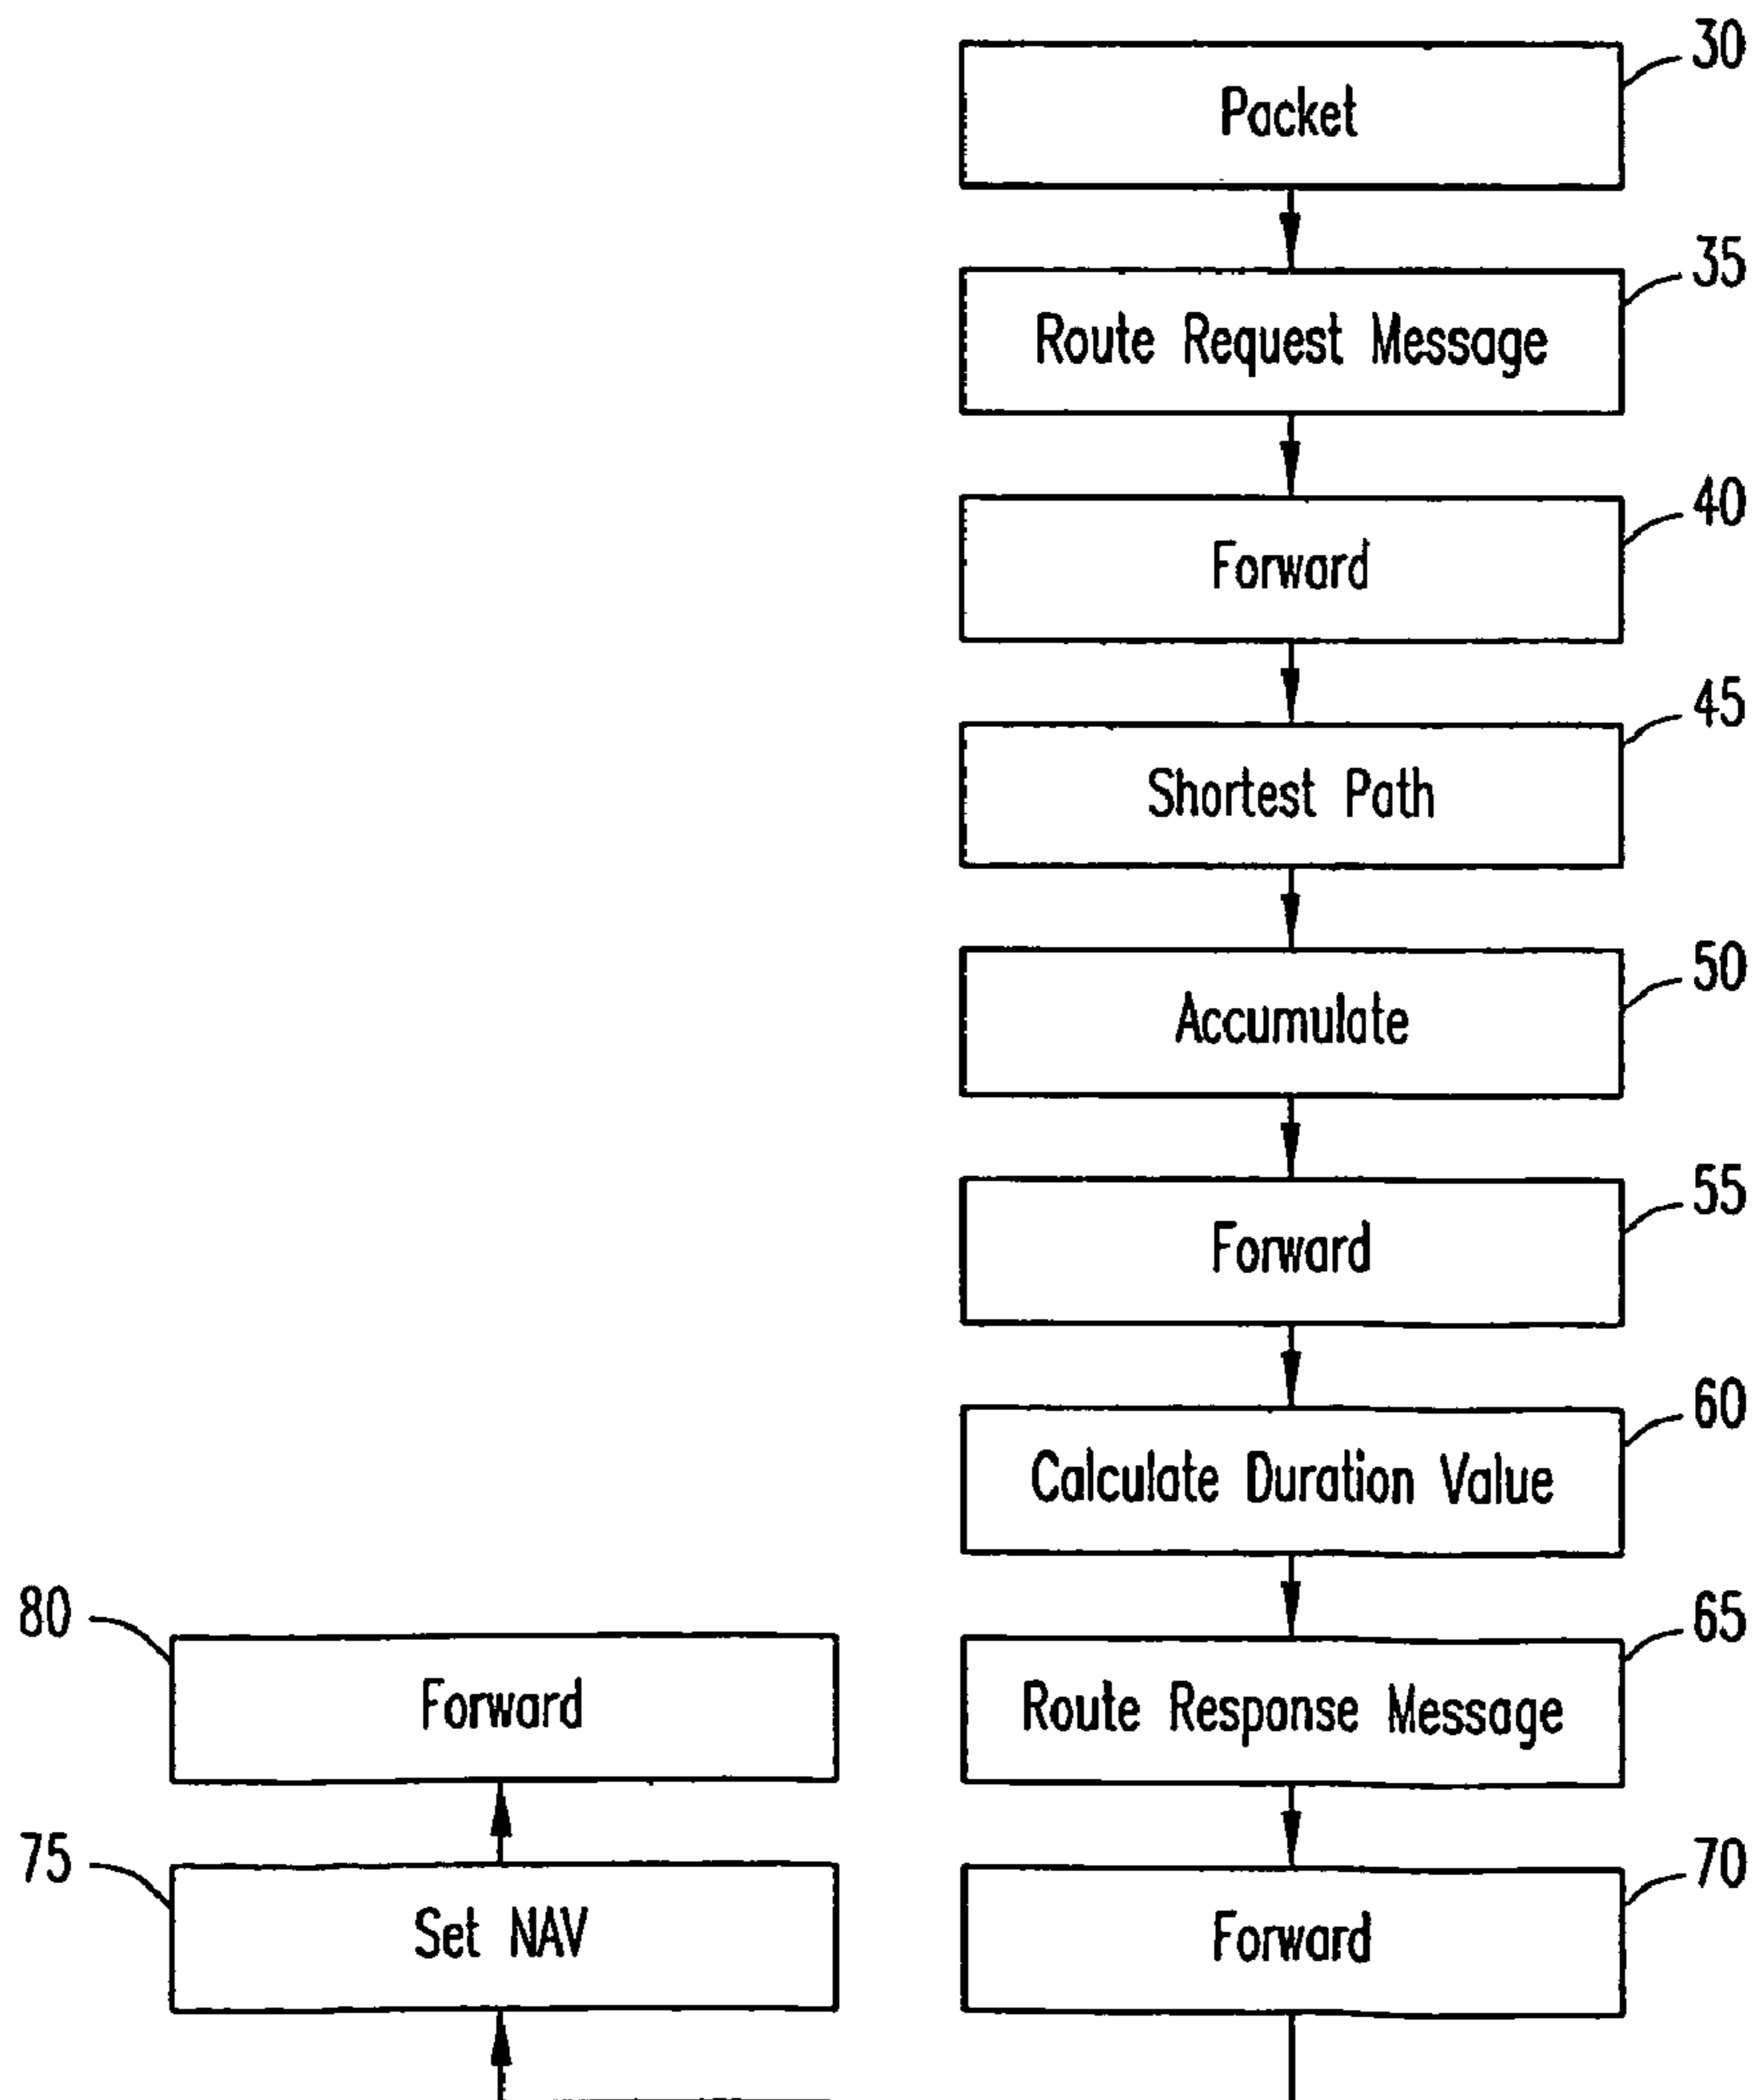 30
Packet
35
Route Request Message
40
Forward
45
Shortest Path
50
Accumulate
55
Forward
60
Calculate Duration Value
65
Route Response Message
70
Forward
75
Set NAV
80
Forward